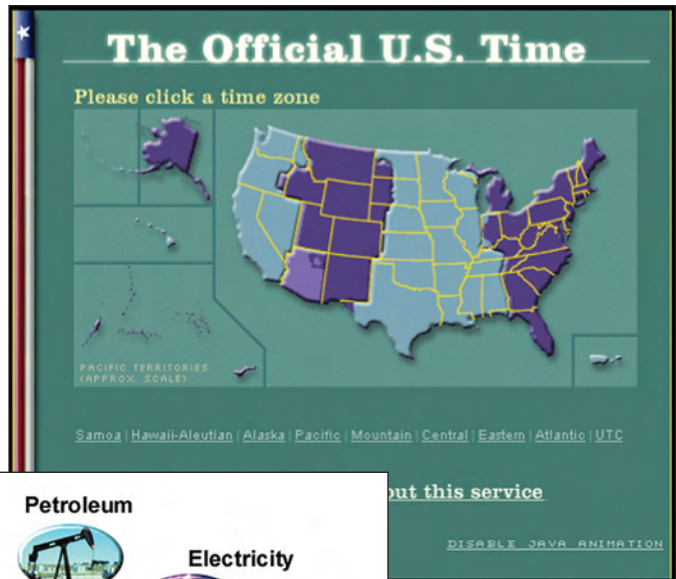 The Official U.S. Time
Please click a time zone
PACIFIC TERRITORIES
(APPROX. SCALE)
Samoa | Hawaii-Aleutian | Alaska | Pacific | Mountain | Central | Eastern | Atlantic | UTC
this service
DISABLE JAVA ANIMATION
Petroleum
Electricity